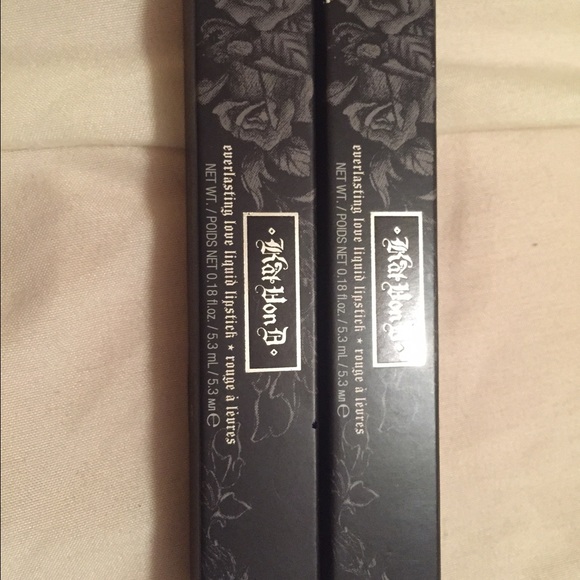 everlasting love liquid lipstick * rouge à lèvres
NET WT. / POIDS NET 0.18 fl.oz. / 5.3 mL / 5.3 мл ℮
Kat Von D
everlasting love liquid lipstick * rouge à lèvres
NET WT. / POIDS NET 0.18 fl.oz. / 5.3 mL / 5.3 мл ℮
Kat Von